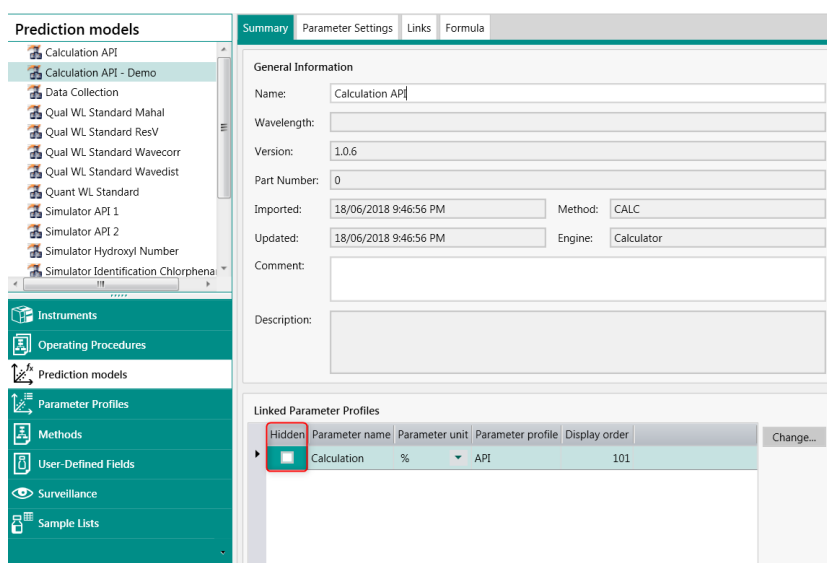 Prediction models
Calculation API
Calculation API - Demo
Data Collection
Qual WL Standard Mahal
Qual WL Standard ResV
Qual WL Standard Wavecorr
Qual WL Standard Wavedist
Quant WL Standard
Simulator API 1
Simulator API 2
Simulator Hydroxyl Number
Simulator Identification Chlorphena
Instruments
Operating Procedures
Prediction models
Parameter Profiles
Methods
User-Defined Fields
Surveillance
Sample Lists
Summary Parameter Settings Links Formula
General Information
Name: Calculation API
Wavelength:
Version: 1.0.6
Part Number: 0
Imported: 18/06/2018 9:46:56 PM Method: CALC
Updated: 18/06/2018 9:46:56 PM Engine: Calculator
Comment:
Description:
Linked Parameter Profiles
Hidden Parameter name Parameter unit Parameter profile Display order
Calculation % API 101
Change...